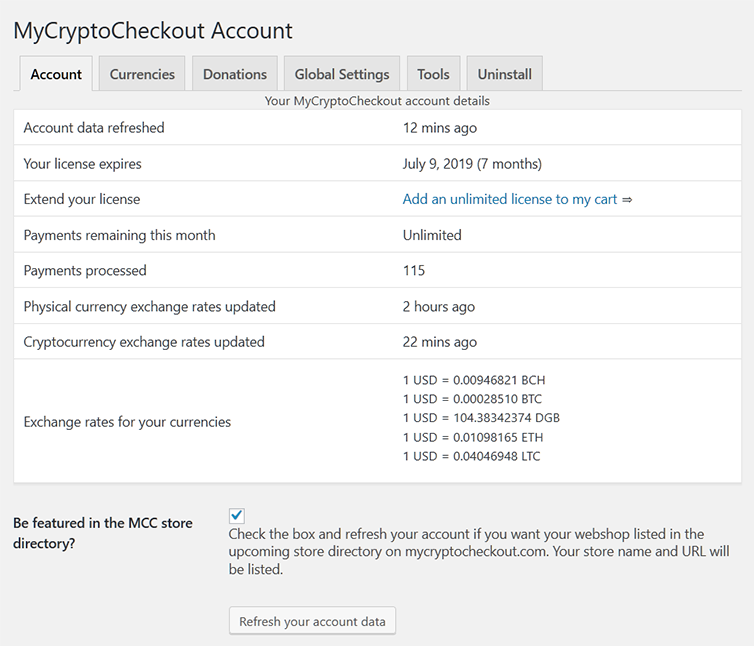 MyCryptoCheckout Account
Account Currencies Donations Global Settings Tools Uninstall
Your MyCryptoCheckout account details
Account data refreshed 12 mins ago
Your license expires July 9, 2019 (7 months)
Extend your license Add an unlimited license to my cart ⇒
Payments remaining this month Unlimited
Payments processed 115
Physical currency exchange rates updated 2 hours ago
Cryptocurrency exchange rates updated 22 mins ago
Exchange rates for your currencies
1 USD = 0.00946821 BCH
1 USD = 0.00028510 BTC
1 USD = 104.38342374 DGB
1 USD = 0.01098165 ETH
1 USD = 0.04046948 LTC
Be featured in the MCC store
directory?
Check the box and refresh your account if you want your webshop listed in the
upcoming store directory on mycryptocheckout.com. Your store name and URL will
be listed.
Refresh your account data